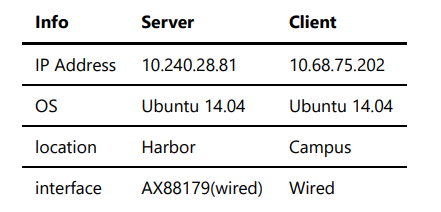 Info Server Client
IP Address 10.240.28.81 10.68.75.202
OS Ubuntu 14.04 Ubuntu 14.04
location Harbor Campus
interface AX88179(wired) Wired